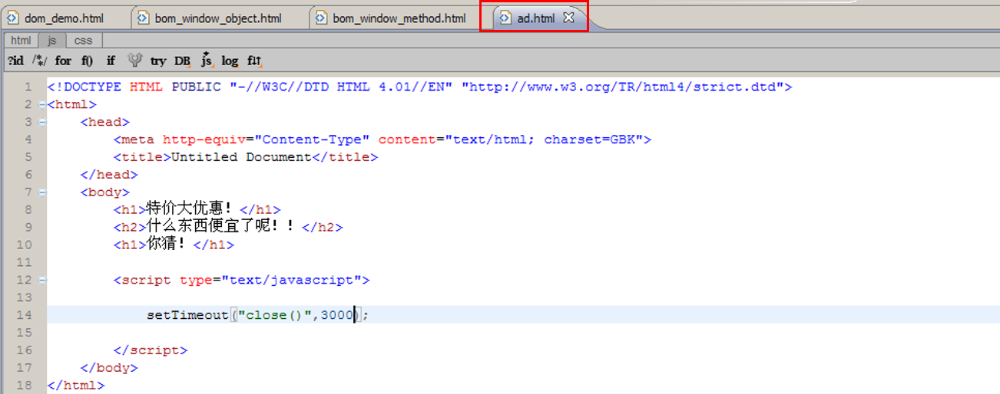 dom_demo.html bom_window_object.html bom_window_method.html ad.html
html js css
?id /**/ for f() if try DB js log f
1 <!DOCTYPE HTML PUBLIC "-//W3C//DTD HTML 4.01//EN" "http://www.w3.org/TR/html4/strict.dtd">
2 <html>
3 <head>
4 <meta http-equiv="Content-Type" content="text/html; charset=GBK">
5 <title>Untitled Document</title>
6 </head>
7 <body>
8 <h1>特价大优惠！</h1>
9 <h2>什么东西便宜了呢！！</h2>
10 <h1>你猜！</h1>
11
12 <script type="text/javascript">
13
14 setTimeout("close()",3000);
15
16 </script>
17 </body>
18 </html>